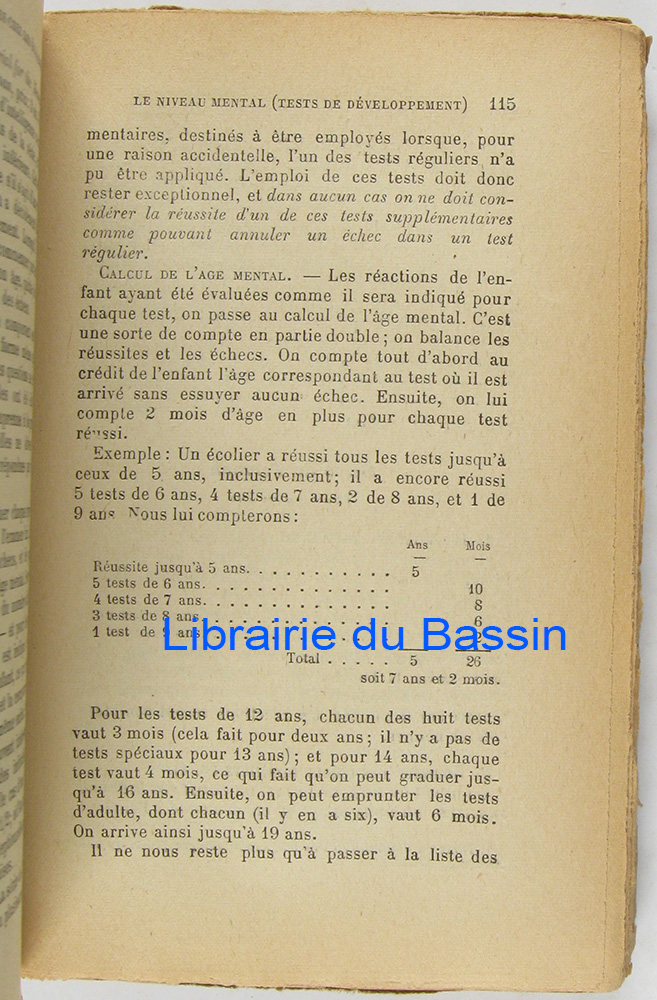 LE NIVEAU MENTAL (TESTS DE DÉVELOPPEMENT) 115
mentaires, destinés à être employés lorsque, pour
une raison accidentelle, l'un des tests réguliers n'a
pu être appliqué. L'emploi de ces tests doit donc
rester exceptionnel, et dans aucun cas on ne doit con-
sidérer la réussite d'un de ces tests supplémentaires
comme pouvant annuler un échec dans un test
régulier.
CALCUL DE L'AGE MENTAL. — Les réactions de l'en-
fant ayant été évaluées comme il sera indiqué pour
chaque test, on passe au calcul de l'âge mental. C'est
une sorte de compte en partie double ; on balance les
réussites et les échecs. On compte tout d'abord au
crédit de l'enfant l'âge correspondant au test où il est
arrivé sans essuyer aucun échec. Ensuite, on lui
compte 2 mois d'âge en plus pour chaque test
réussi.
Exemple : Un écolier a réussi tous les tests jusqu'à
ceux de 5 ans, inclusivement ; il a encore réussi
5 tests de 6 ans, 4 tests de 7 ans, 2 de 8 ans, et 1 de
9 ans Nous lui compterons :
Ans Mois
Réussite jusqu'à 5 ans. . . . . . . . . . . . 5
5 tests de 6 ans. . . . . . . . . . . . . 10
4 tests de 7 ans. . . . . . . . . . . . . 8
3 tests de 8 ans. . . . . . . . . . . . . 6
1 test de 9 ans. . . . . . . . . . . . . 2
Librairie du Bassin
Total . . . . . 5 26
soit 7 ans et 2 mois.
Pour les tests de 12 ans, chacun des huit tests
vaut 3 mois (cela fait pour deux ans ; il n'y a pas de
tests spéciaux pour 13 ans) ; et pour 14 ans, chaque
test vaut 4 mois, ce qui fait qu'on peut graduer jus-
qu'à 16 ans. Ensuite, on peut emprunter les tests
d'adulte, dont chacun (il y en a six), vaut 6 mois.
On arrive ainsi jusqu'à 19 ans.
Il ne nous reste plus qu'à passer à la liste des